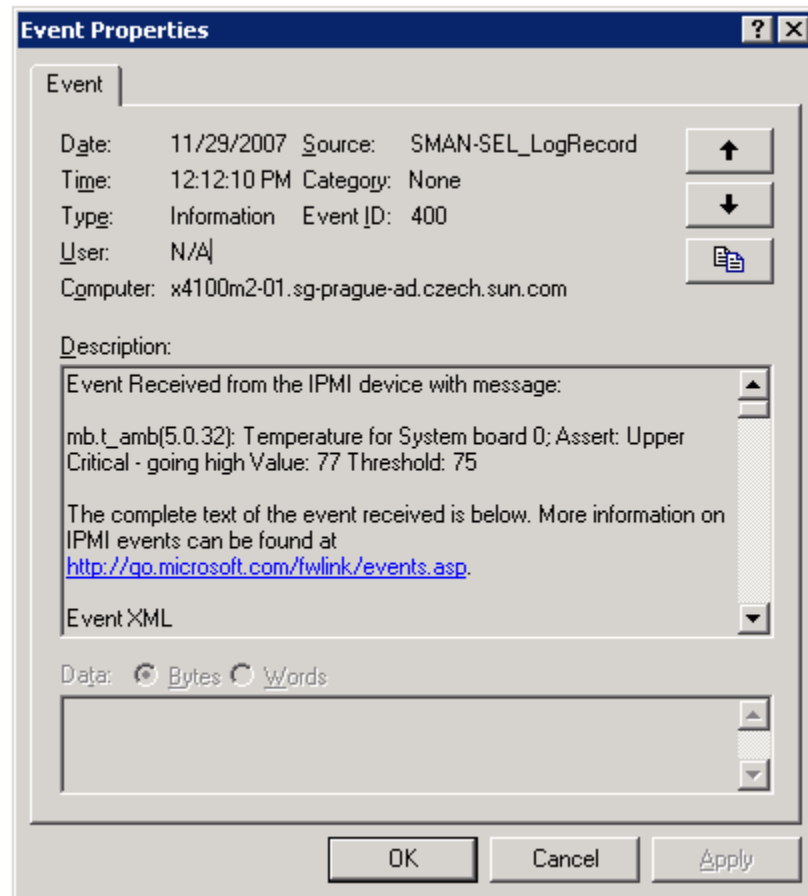 Event Properties
Event
Date: 11/29/2007 Source: SMAN-SEL_LogRecord
Time: 12:12:10 PM Category: None
Type: Information Event ID: 400
User: N/A
Computer: x4100m2-01.sg-prague-ad.czech.sun.com
Description:
Event Received from the IPMI device with message:
mb.t_amb(5.0.32): Temperature for System board 0; Assert: Upper
Critical - going high Value: 77 Threshold: 75
The complete text of the event received is below. More information on
IPMI events can be found at
http://go.microsoft.com/fwlink/events.asp.
Event XML
Data: Bytes Words
OK Cancel Apply